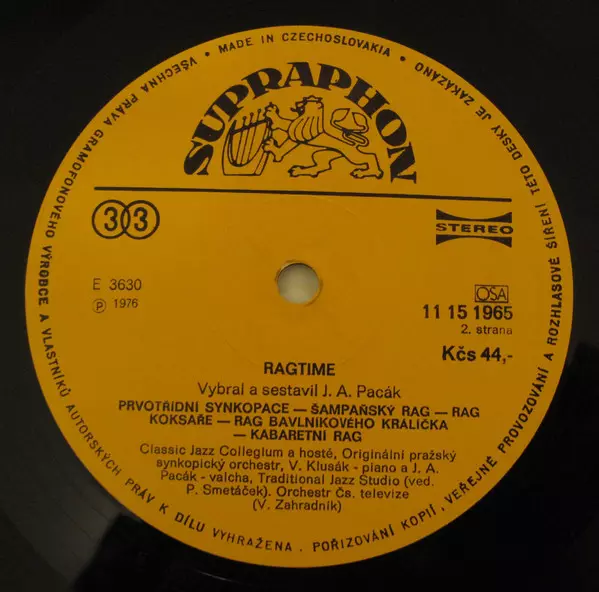 VŠECHNA PRÁVA GRAMOFONOVÉHO VÝROBCE A VLASTNÍKŮ AUTORSKÝCH PRÁV K DÍLU VYHRAŽENA. POŘIZOVÁNÍ KOPIÍ, VEŘEJNÉ PROVOZOVÁNÍ A ROZHLASOVÉ ŠÍŘENÍ TÉTO DESKY JE ZAKÁZÁNO
• MADE IN CZECHOSLOVAKIA •
SUPRAPHON
33
STEREO
E 3630
℗ 1976
OSA
11 15 1965
2. strana
Kčs 44,-
RAGTIME
Vybral a sestavil J. A. Pacák
PRVOTŘÍDNÍ SYNKOPACE — ŠAMPAŇSKÝ RAG — RAG
KOKSAŘE — RAG BAVLNÍKOVÉHO KRÁLÍČKA
— KABARETNÍ RAG
Classic Jazz Collegium a hosté, Originální pražský
synkopický orchestr, V. Klusák - piano a J. A.
Pacák - valcha, Traditional Jazz Studio (ved.
P. Smetáček). Orchestr Čs. televize
(V. Zahradník)